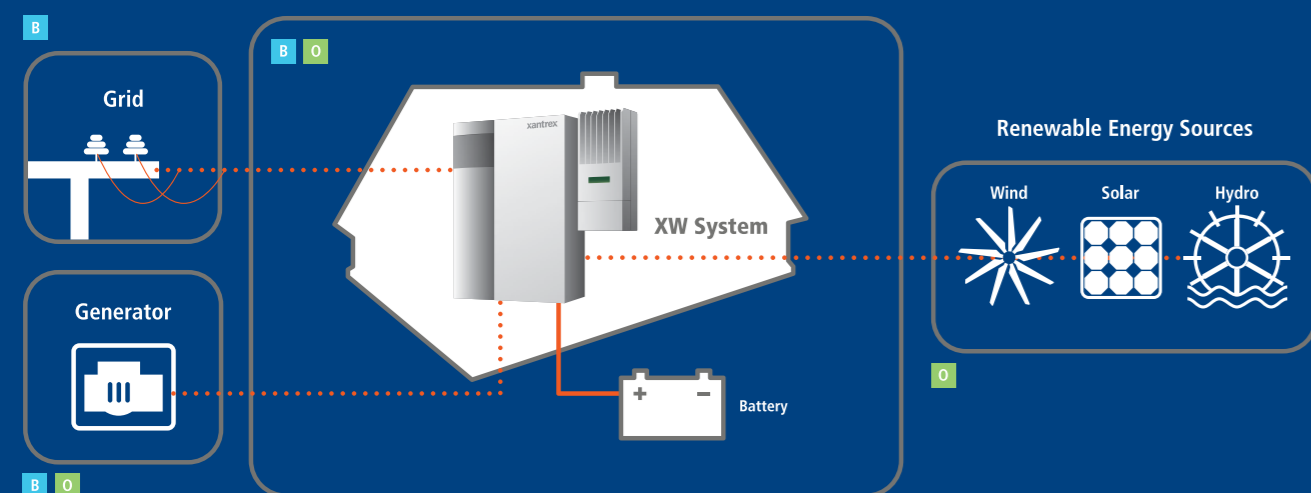 B
Grid
B O
xantrex
XW System
Renewable Energy Sources
Wind Solar Hydro
Generator
+ −
Battery
O
B O